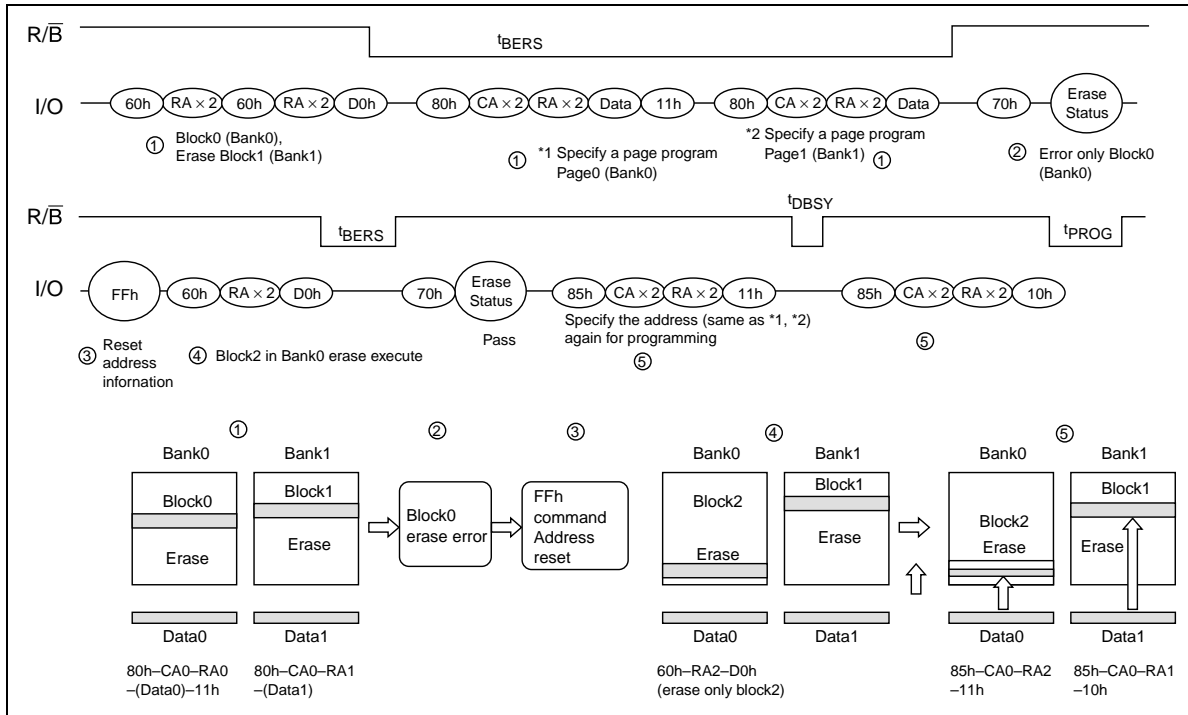 R/B
tBERS
I/O
60h RA × 2 60h RA × 2 D0h 80h CA × 2 RA × 2 Data 11h 80h CA × 2 RA × 2 Data 70h Erase Status
① Block0 (Bank0),
Erase Block1 (Bank1)
① *1 Specify a page program
Page0 (Bank0)
*2 Specify a page program
Page1 (Bank1) ①
② Error only Block0
(Bank0)
R/B
tBERS
tDBSY
tPROG
I/O
FFh 60h RA × 2 D0h 70h Erase Status 85h CA × 2 RA × 2 11h 85h CA × 2 RA × 2 10h
③ Reset
address
infornation
④ Block2 in Bank0 erase execute
Pass
Specify the address (same as *1, *2)
again for programming
⑤
⑤
① ② ③ ④ ⑤
Bank0 Bank1 Bank0 Bank1 Bank0 Bank1
Block0
Erase
Block1
Erase
Block0
erase error
FFh
command
Address
reset
Block2
Erase
Block1
Erase
Block2
Erase
Block1
Erase
Data0 Data1 Data0 Data1 Data0 Data1
80h–CA0–RA0
–(Data0)–11h
80h–CA0–RA1
–(Data1)
60h–RA2–D0h
(erase only block2)
85h–CA0–RA2
–11h
85h–CA0–RA1
–10h